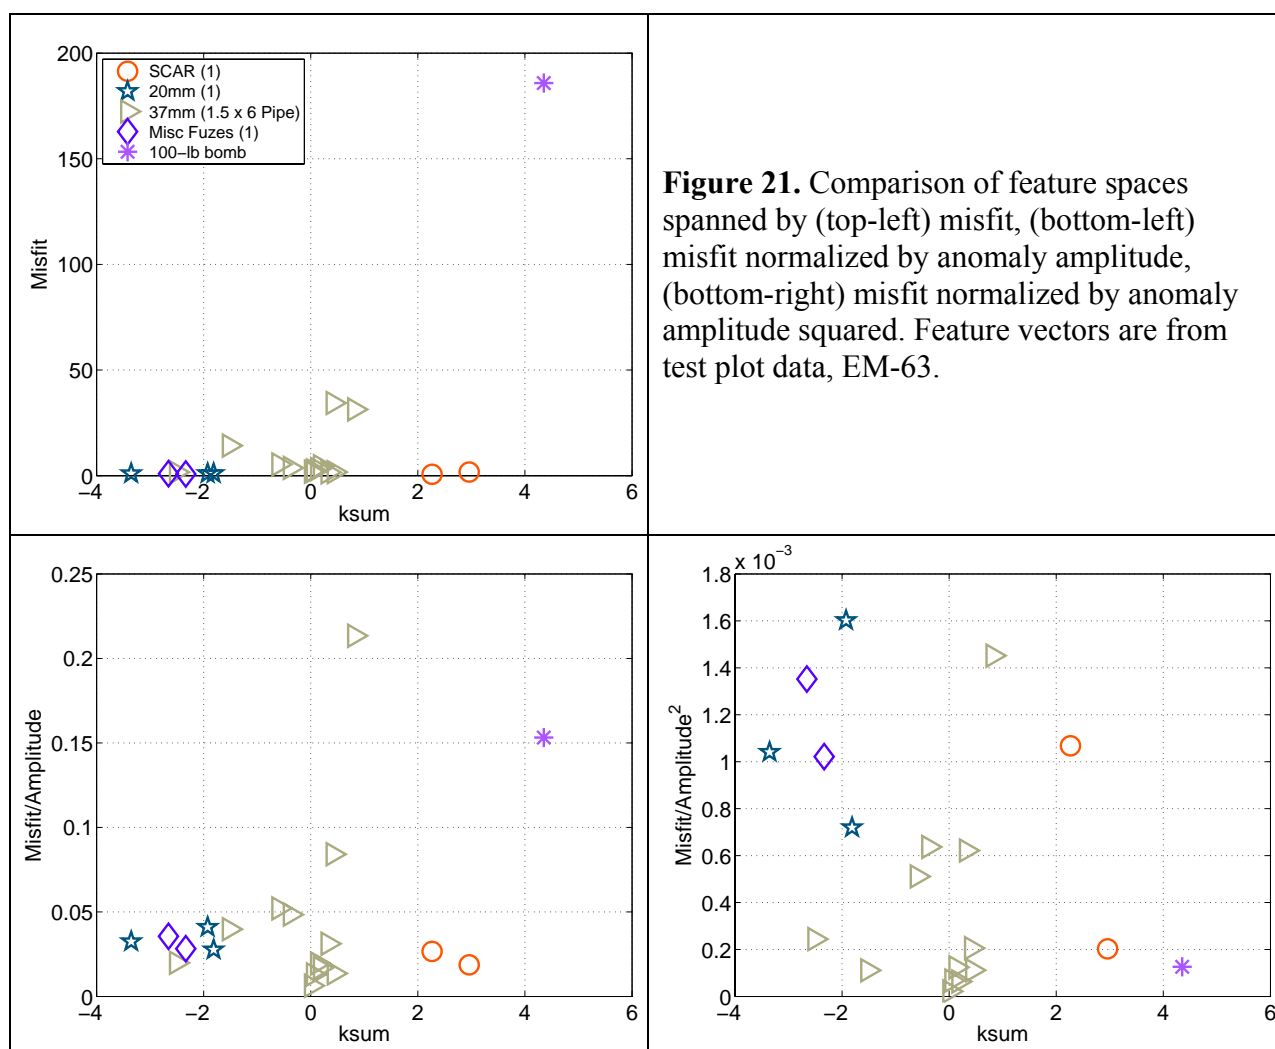 200
150
100
50
0
Misfit
SCAR (1)
20mm (1)
37mm (1.5 x 6 Pipe)
Misc Fuzes (1)
100−lb bomb
−4 −2 0 2 4 6
ksum
Figure 21. Comparison of feature spaces
spanned by (top-left) misfit, (bottom-left)
misfit normalized by anomaly amplitude,
(bottom-right) misfit normalized by anomaly
amplitude squared. Feature vectors are from
test plot data, EM-63.
0.25
0.2
0.15
0.1
0.05
0
Misfit/Amplitude
−4 −2 0 2 4 6
ksum
x 10⁻³
1.8
1.6
1.4
1.2
1
0.8
0.6
0.4
0.2
0
Misfit/Amplitude²
−4 −2 0 2 4 6
ksum